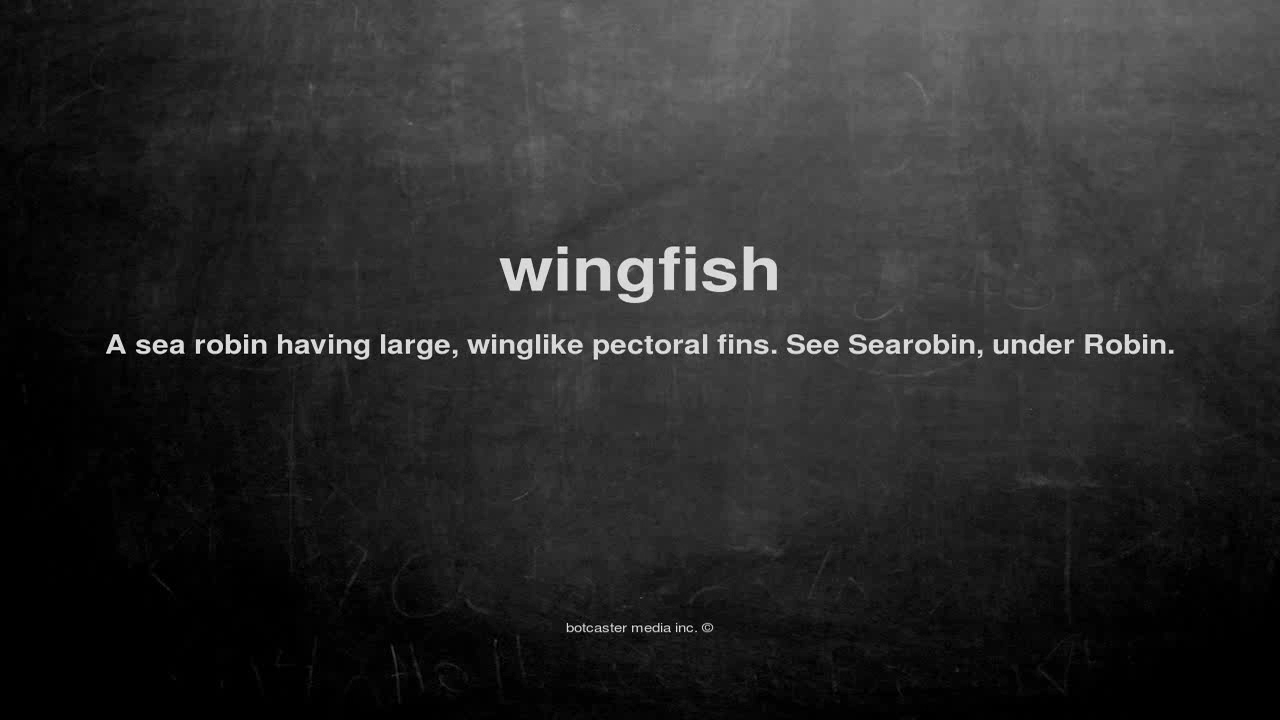 wingfish
A sea robin having large, winglike pectoral fins. See Searobin, under Robin.
botcaster media inc. ©